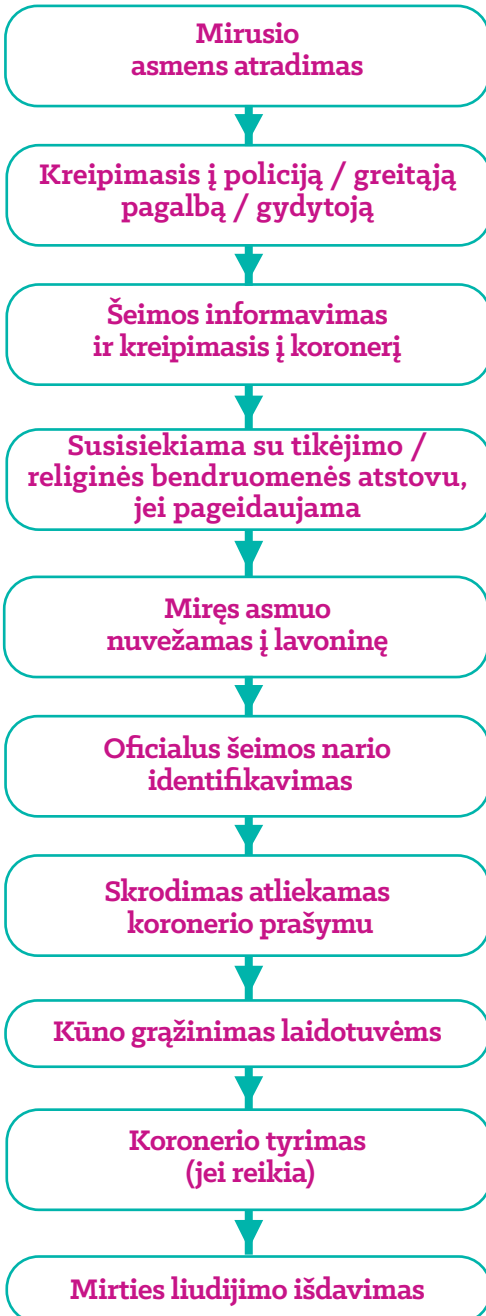 Mirusio
asmens atradimas
Kreipimasis į policiją / greitąją
pagalbą / gydytoją
Šeimos informavimas
ir kreipimasis į koronerį
Susisiekiama su tikėjimo /
religinės bendruomenės atstovu,
jei pageidaujama
Miręs asmuo
nuvežamas į lavoninę
Oficialus šeimos nario
identifikavimas
Skrodimas atliekamas
koronerio prašymu
Kūno grąžinimas laidotuvėms
Koronerio tyrimas
(jei reikia)
Mirties liudijimo išdavimas